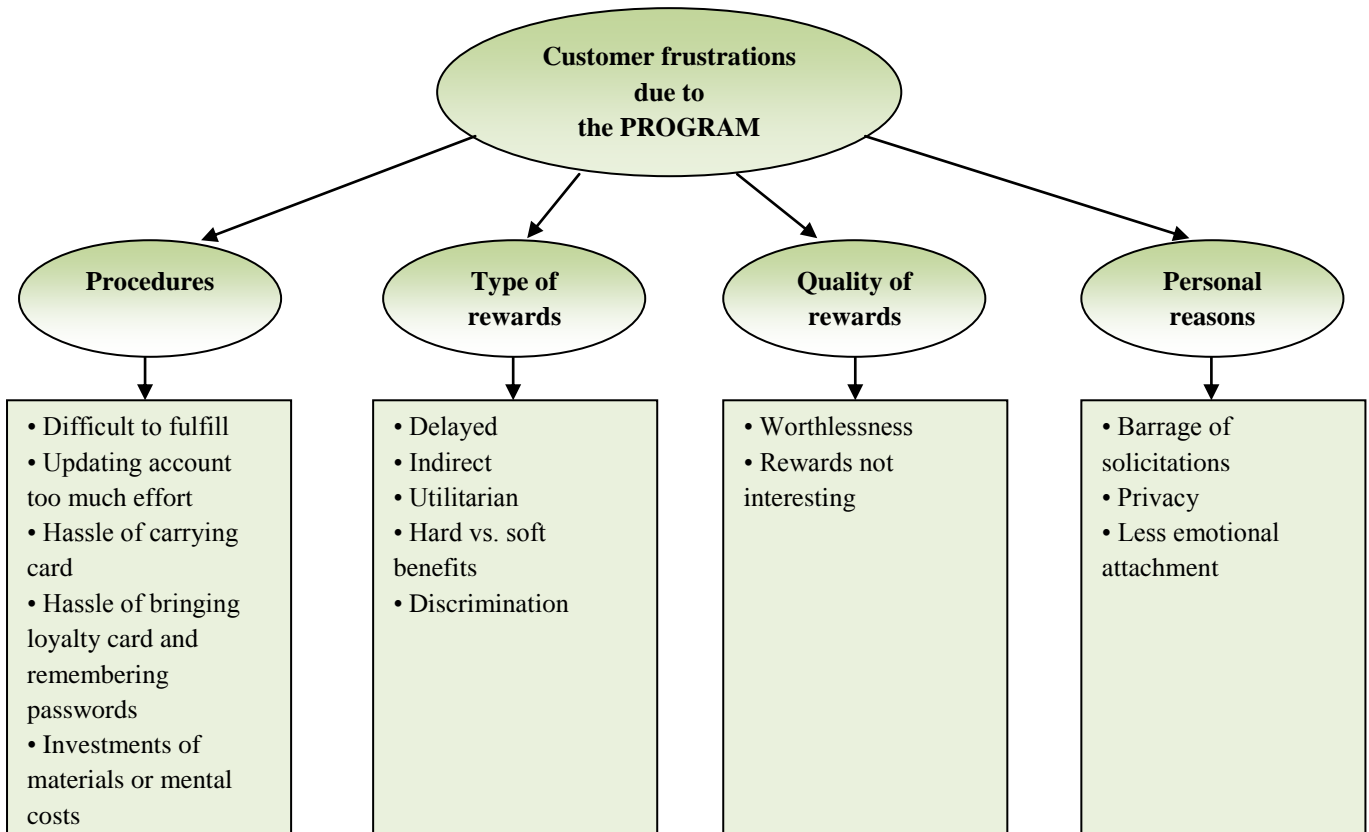 Customer frustrations
due to
the PROGRAM
Procedures
Type of
rewards
Quality of
rewards
Personal
reasons
• Difficult to fulfill
• Updating account
too much effort
• Hassle of carrying
card
• Hassle of bringing
loyalty card and
remembering
passwords
• Investments of
materials or mental
costs
• Delayed
• Indirect
• Utilitarian
• Hard vs. soft
benefits
• Discrimination
• Worthlessness
• Rewards not
interesting
• Barrage of
solicitations
• Privacy
• Less emotional
attachment